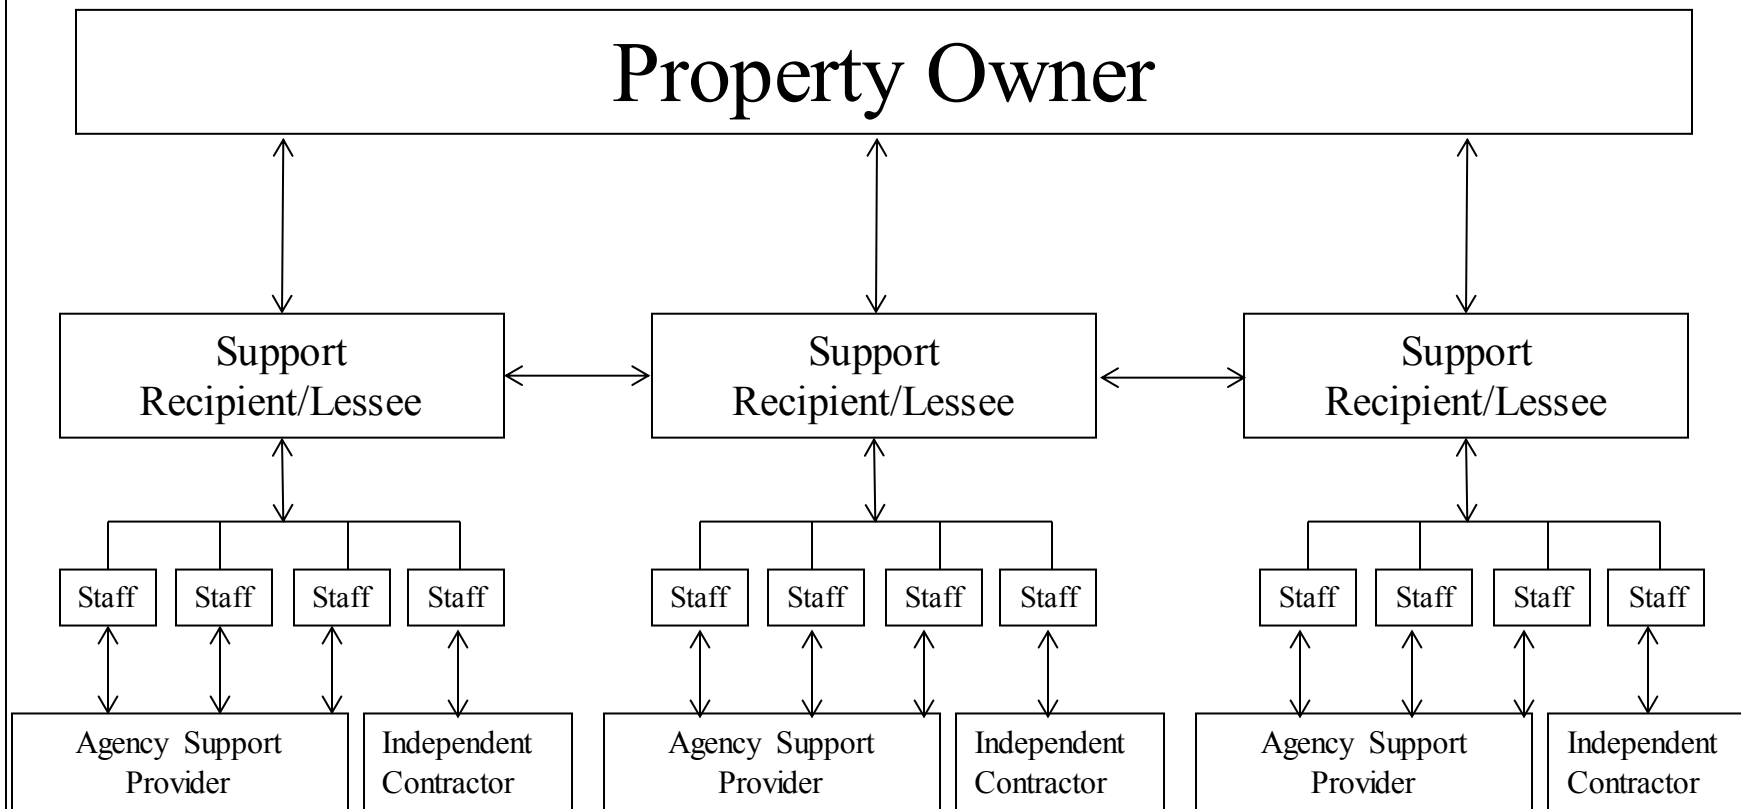 Property Owner
Support
Recipient/Lessee
Support
Recipient/Lessee
Support
Recipient/Lessee
Staff
Staff
Staff
Staff
Staff
Staff
Staff
Staff
Staff
Staff
Staff
Staff
Agency Support
Provider
Independent
Contractor
Agency Support
Provider
Independent
Contractor
Agency Support
Provider
Independent
Contractor